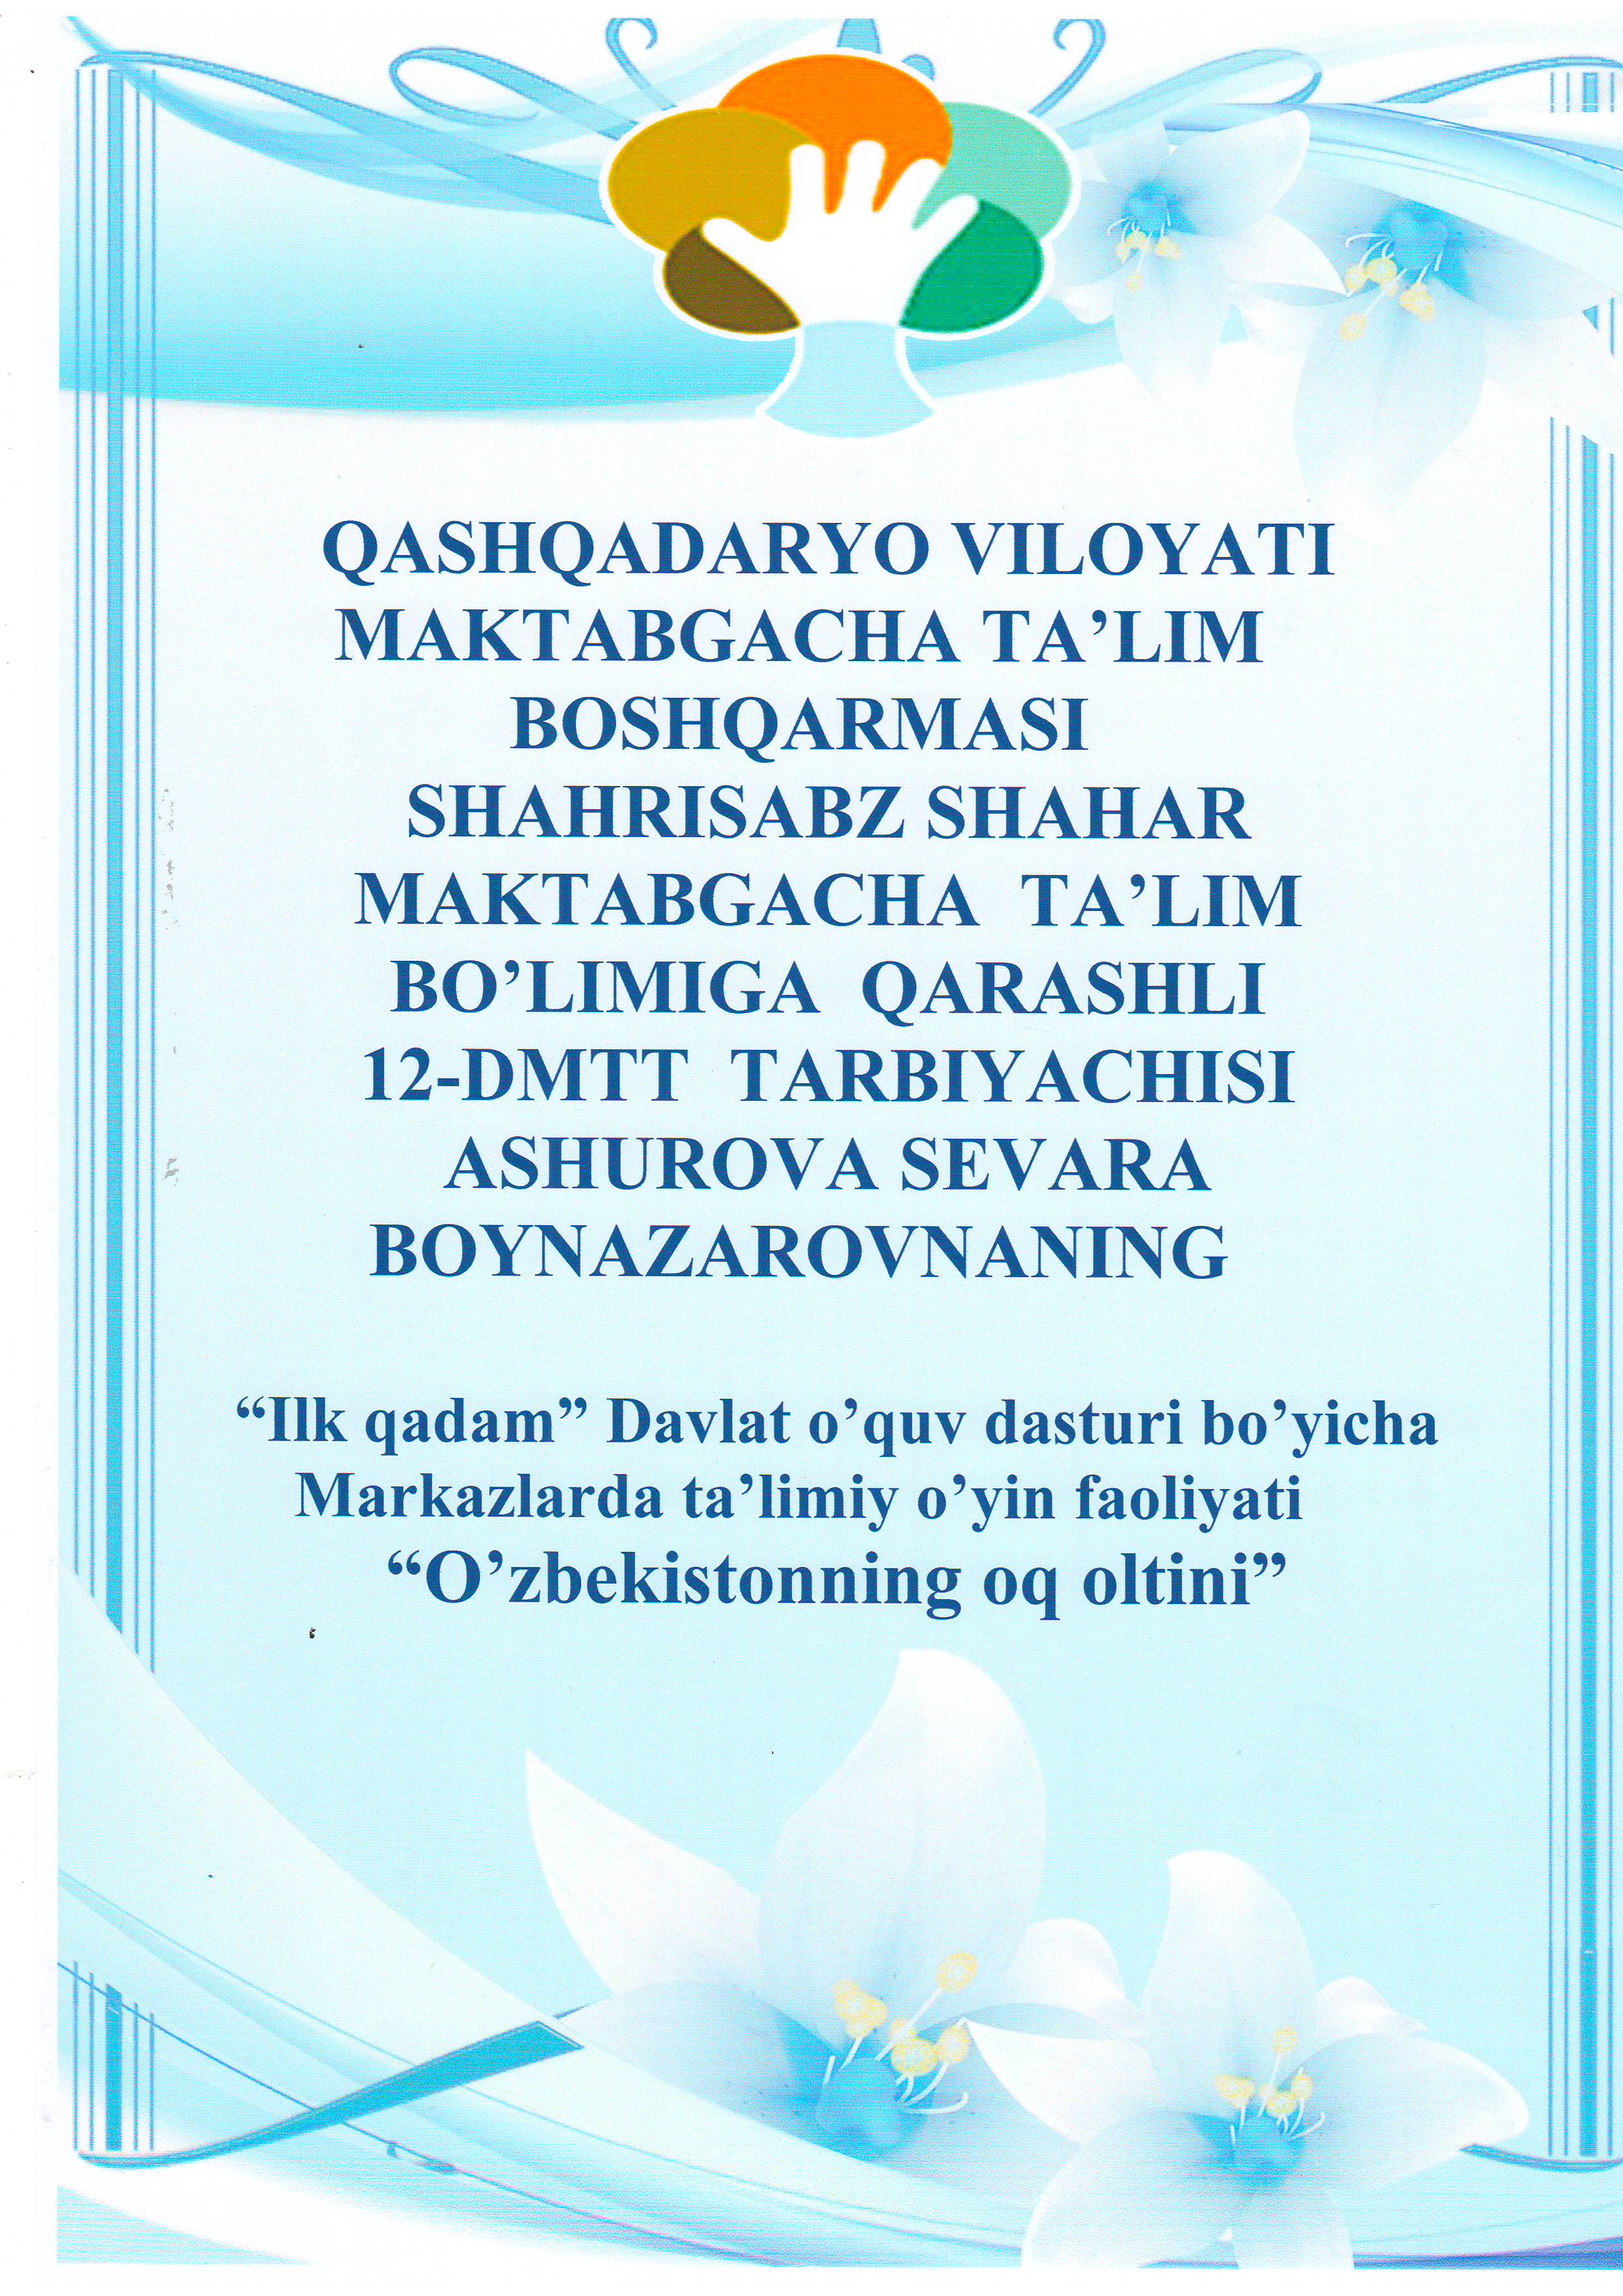 QASHQADARYO VILOYATI
MAKTABGACHA TA’LIM
BOSHQARMASI
SHAHRISABZ SHAHAR
MAKTABGACHA TA’LIM
BO’LIMIGA QARASHLI
12-DMTT TARBIYACHISI
ASHUROVA SEVARA
BOYNAZAROVNANING
“Ilk qadam” Davlat o’quv dasturi bo’yicha
Markazlarda ta’limiy o’yin faoliyati
“O’zbekistonning oq oltini”